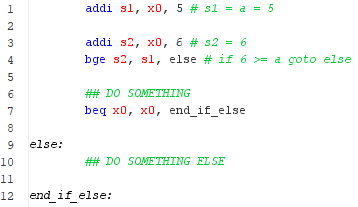 1 addi s1, x0, 5 # s1 = a = 5
2
3 addi s2, x0, 6 # s2 = 6
4 bge s2, s1, else # if 6 >= a goto else
5
6 ## DO SOMETHING
7 beq x0, x0, end_if_else
8
9 else:
10 ## DO SOMETHING ELSE
11
12 end_if_else: